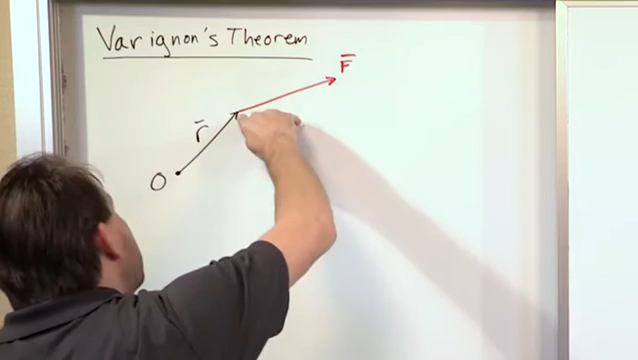 Varignon's Theorem
F̄
r̄
O